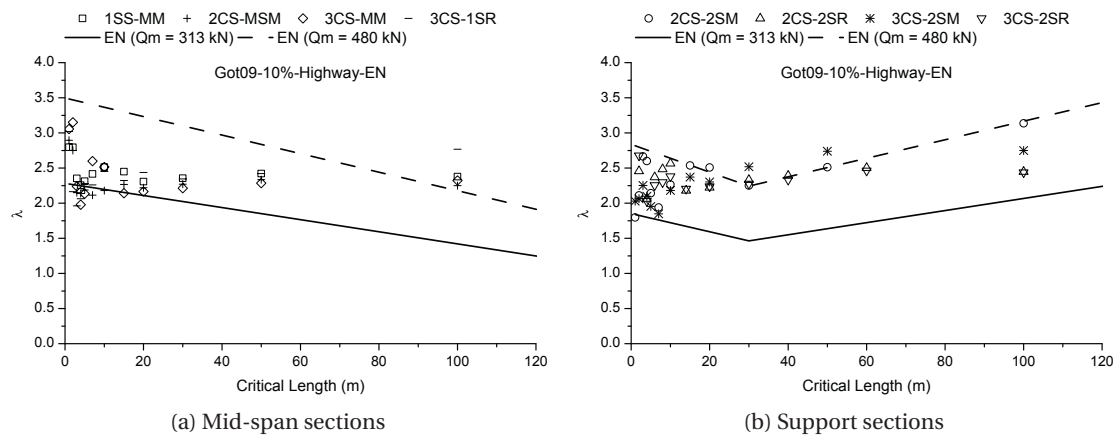 1SS-MM 2CS-MSM 3CS-MM 3CS-1SR
EN (Qm = 313 kN) EN (Qm = 480 kN)
Got09-10%-Highway-EN
4.0
3.5
3.0
2.5
2.0
1.5
1.0
0.5
0.0
λ
0 20 40 60 80 100 120
Critical Length (m)
(a) Mid-span sections
2CS-2SM 2CS-2SR 3CS-2SM 3CS-2SR
EN (Qm = 313 kN) EN (Qm = 480 kN)
Got09-10%-Highway-EN
4.0
3.5
3.0
2.5
2.0
1.5
1.0
0.5
0.0
λ
0 20 40 60 80 100 120
Critical Length (m)
(b) Support sections